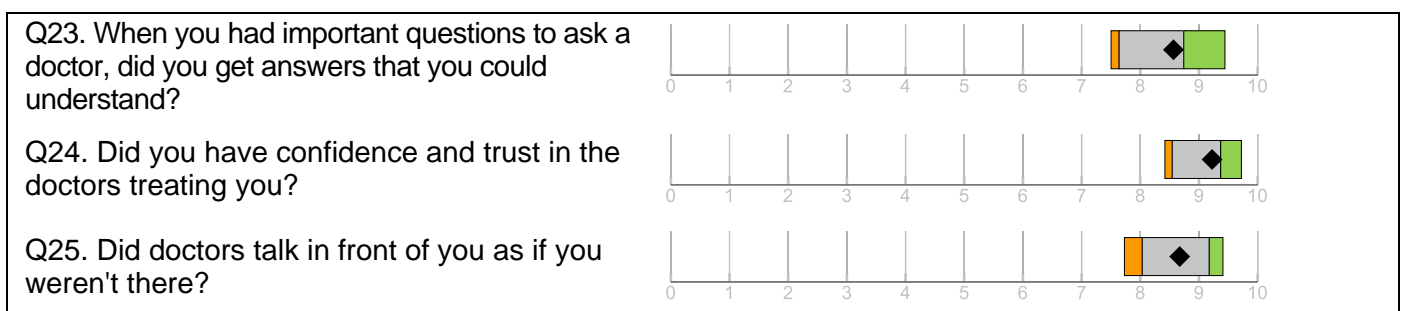 Q23. When you had important questions to ask a
doctor, did you get answers that you could
understand?
0 1 2 3 4 5 6 7 8 9 10
Q24. Did you have confidence and trust in the
doctors treating you?
0 1 2 3 4 5 6 7 8 9 10
Q25. Did doctors talk in front of you as if you
weren't there?
0 1 2 3 4 5 6 7 8 9 10